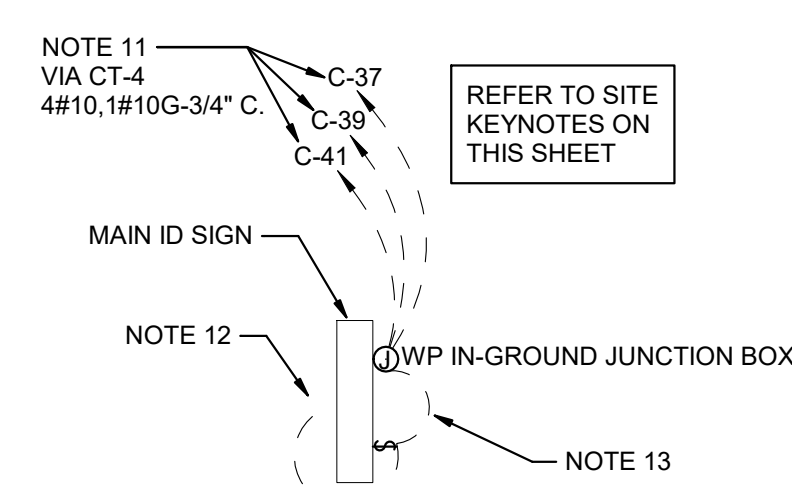 NOTE 11
VIA CT-4
4#10,1#10G-3/4" C.
C-37
C-39
C-41
REFER TO SITE
KEYNOTES ON
THIS SHEET
MAIN ID SIGN
NOTE 12
J
WP IN-GROUND JUNCTION BOX
$
NOTE 13